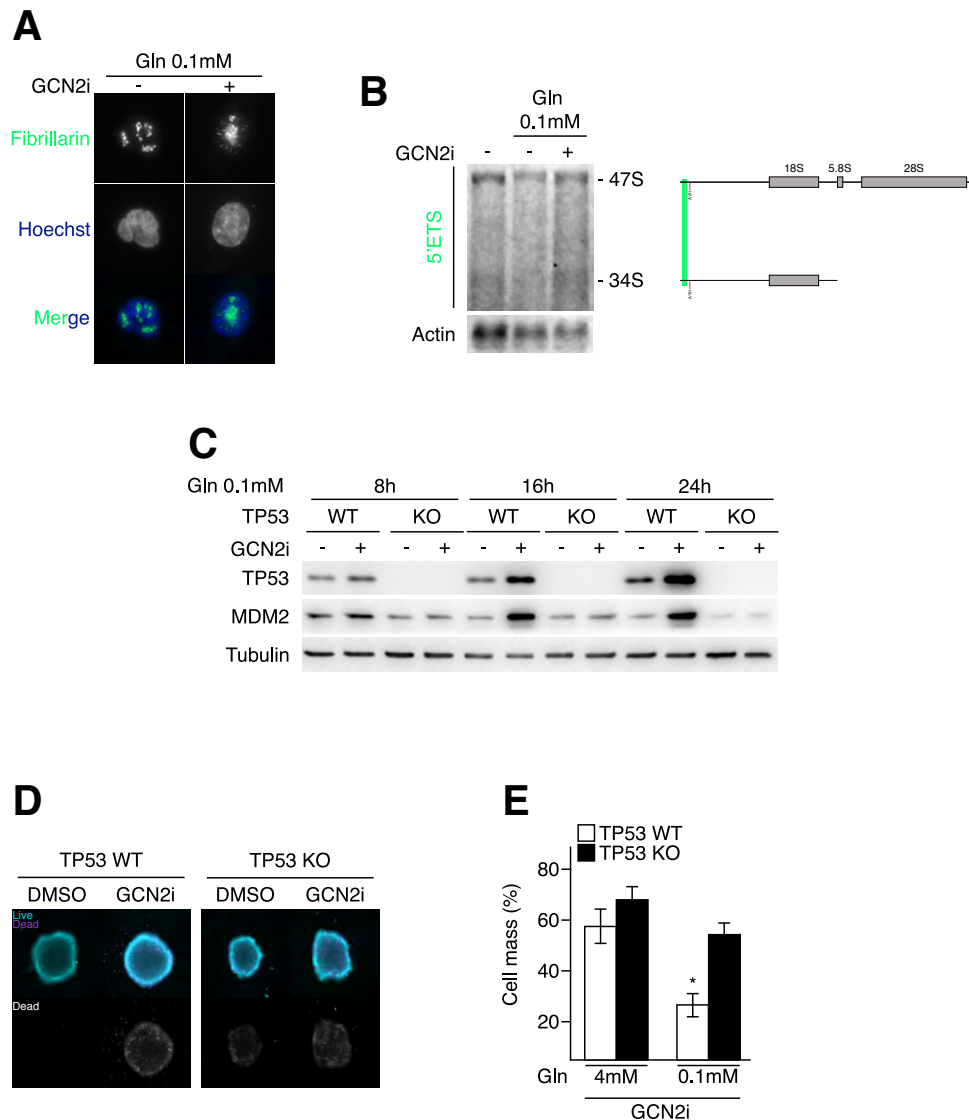 A
Gln 0.1mM
GCN2i - +
Fibrillarin
Hoechst
Merge
B
Gln
0.1mM
GCN2i - - +
5'ETS
- 47S
- 34S
Actin
18S 5.8S 28S
C
Gln 0.1mM 8h 16h 24h
TP53 WT KO WT KO WT KO
GCN2i - + - + - + - + - + - +
TP53
MDM2
Tubulin
D
TP53 WT TP53 KO
DMSO GCN2i DMSO GCN2i
Live
Dead
Dead
E
TP53 WT
TP53 KO
Cell mass (%)
80
60
40
20
*
Gln 4mM 0.1mM
GCN2i